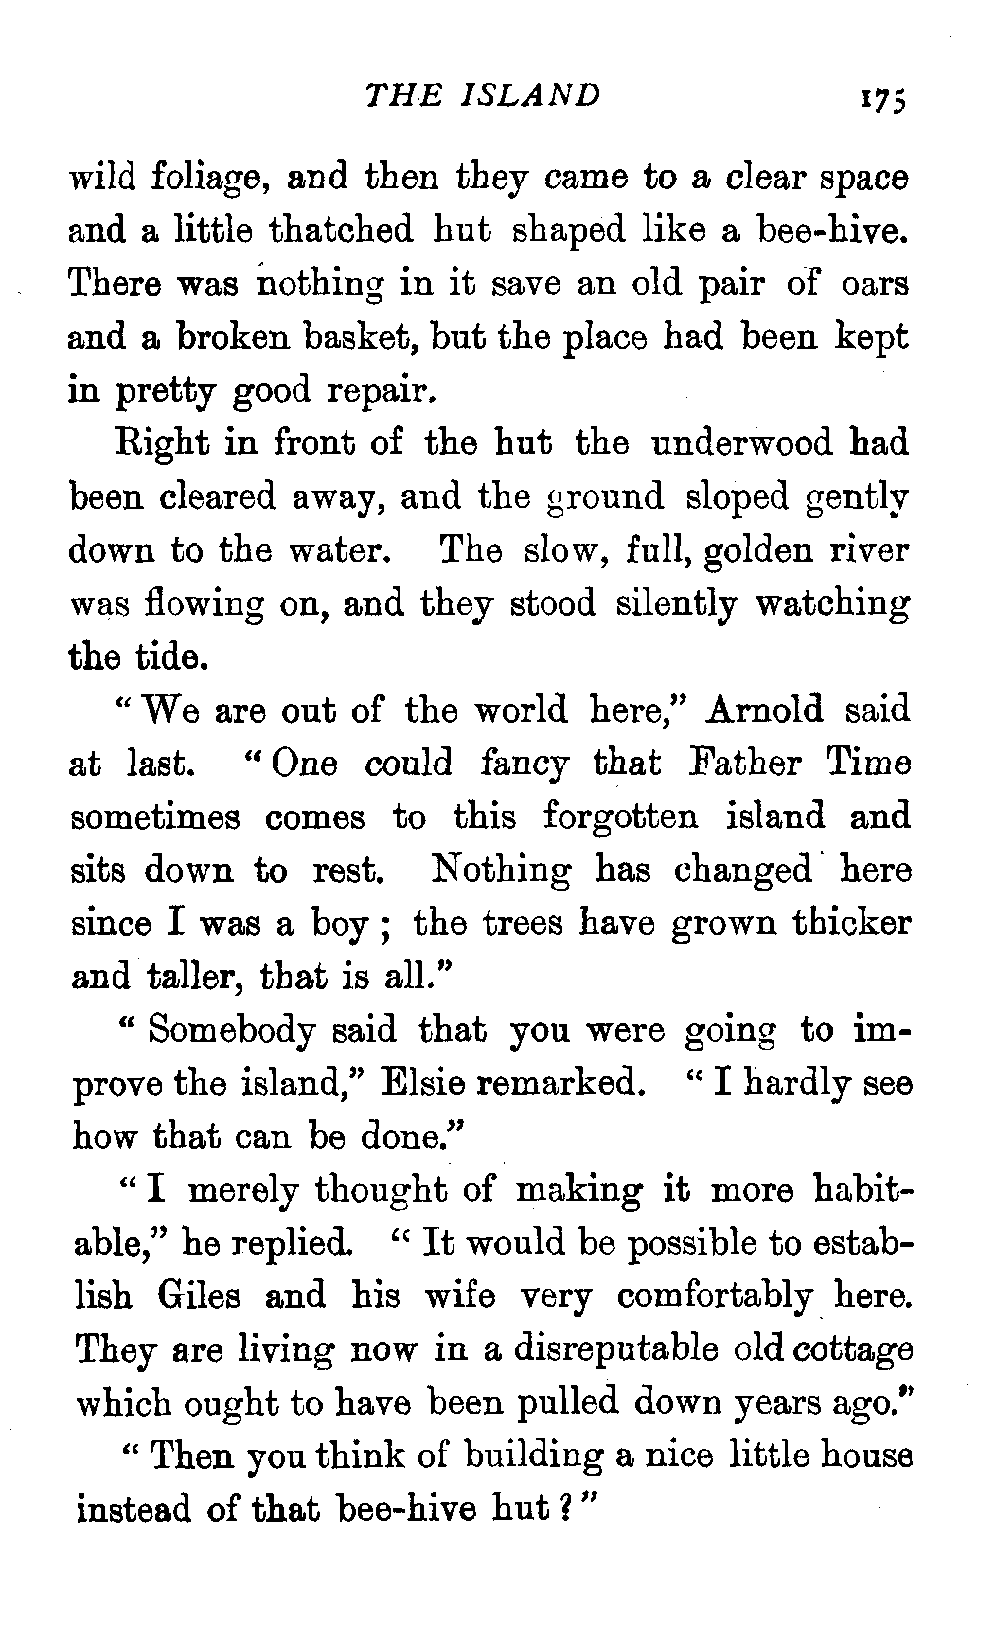 THE ISLAND 175
wild foliage, and then they came to a clear space
and a little thatched hut shaped like a bee-hive.
There was nothing in it save an old pair of oars
and a broken basket, but the place had been kept
in pretty good repair.
Right in front of the hut the underwood had
been cleared away, and the ground sloped gently
down to the water. The slow, full, golden river
was flowing on, and they stood silently watching
the tide.
“ We are out of the world here,” Arnold said
at last. “ One could fancy that Father Time
sometimes comes to this forgotten island and
sits down to rest. Nothing has changed here
since I was a boy ; the trees have grown thicker
and taller, that is all.”
“ Somebody said that you were going to im-
prove the island,” Elsie remarked. “ I hardly see
how that can be done.”
“ I merely thought of making it more habit-
able,” he replied. “ It would be possible to estab-
lish Giles and his wife very comfortably here.
They are living now in a disreputable old cottage
which ought to have been pulled down years ago.”
“ Then you think of building a nice little house
instead of that bee-hive hut ? ”